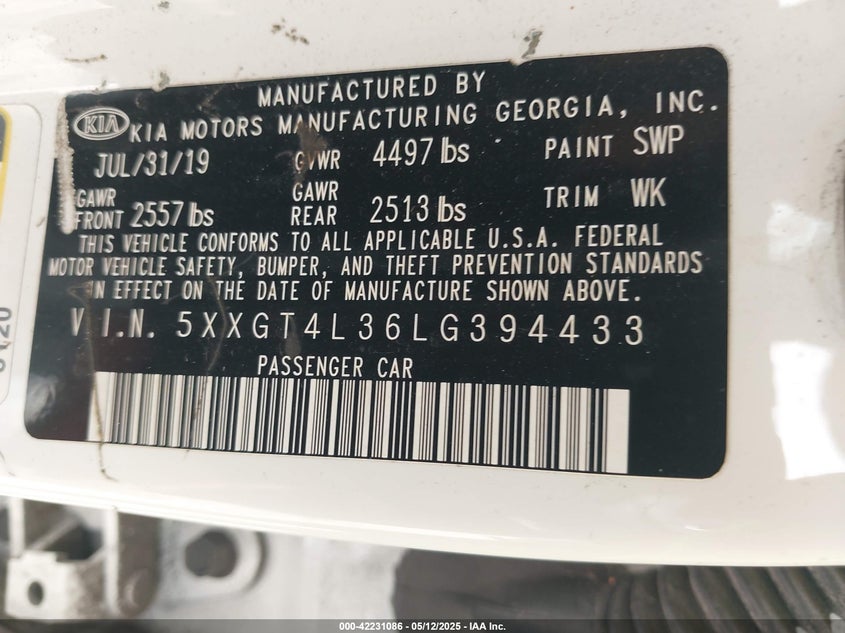 MANUFACTURED BY
KIA KIA MOTORS MANUFACTURING GEORGIA, INC.
JUL/31/19 GVWR 4497 lbs PAINT SWP
GAWR FRONT 2557 lbs GAWR REAR 2513 lbs TRIM WK
THIS VEHICLE CONFORMS TO ALL APPLICABLE U.S.A. FEDERAL
MOTOR VEHICLE SAFETY, BUMPER, AND THEFT PREVENTION STANDARDS
IN EFFECT ON THE DATE OF MANUFACTURE SHOWN ABOVE.
V.I.N. 5XXGT4L36LG394433
PASSENGER CAR
000-42231086 - 05/12/2025 - IAA Inc.